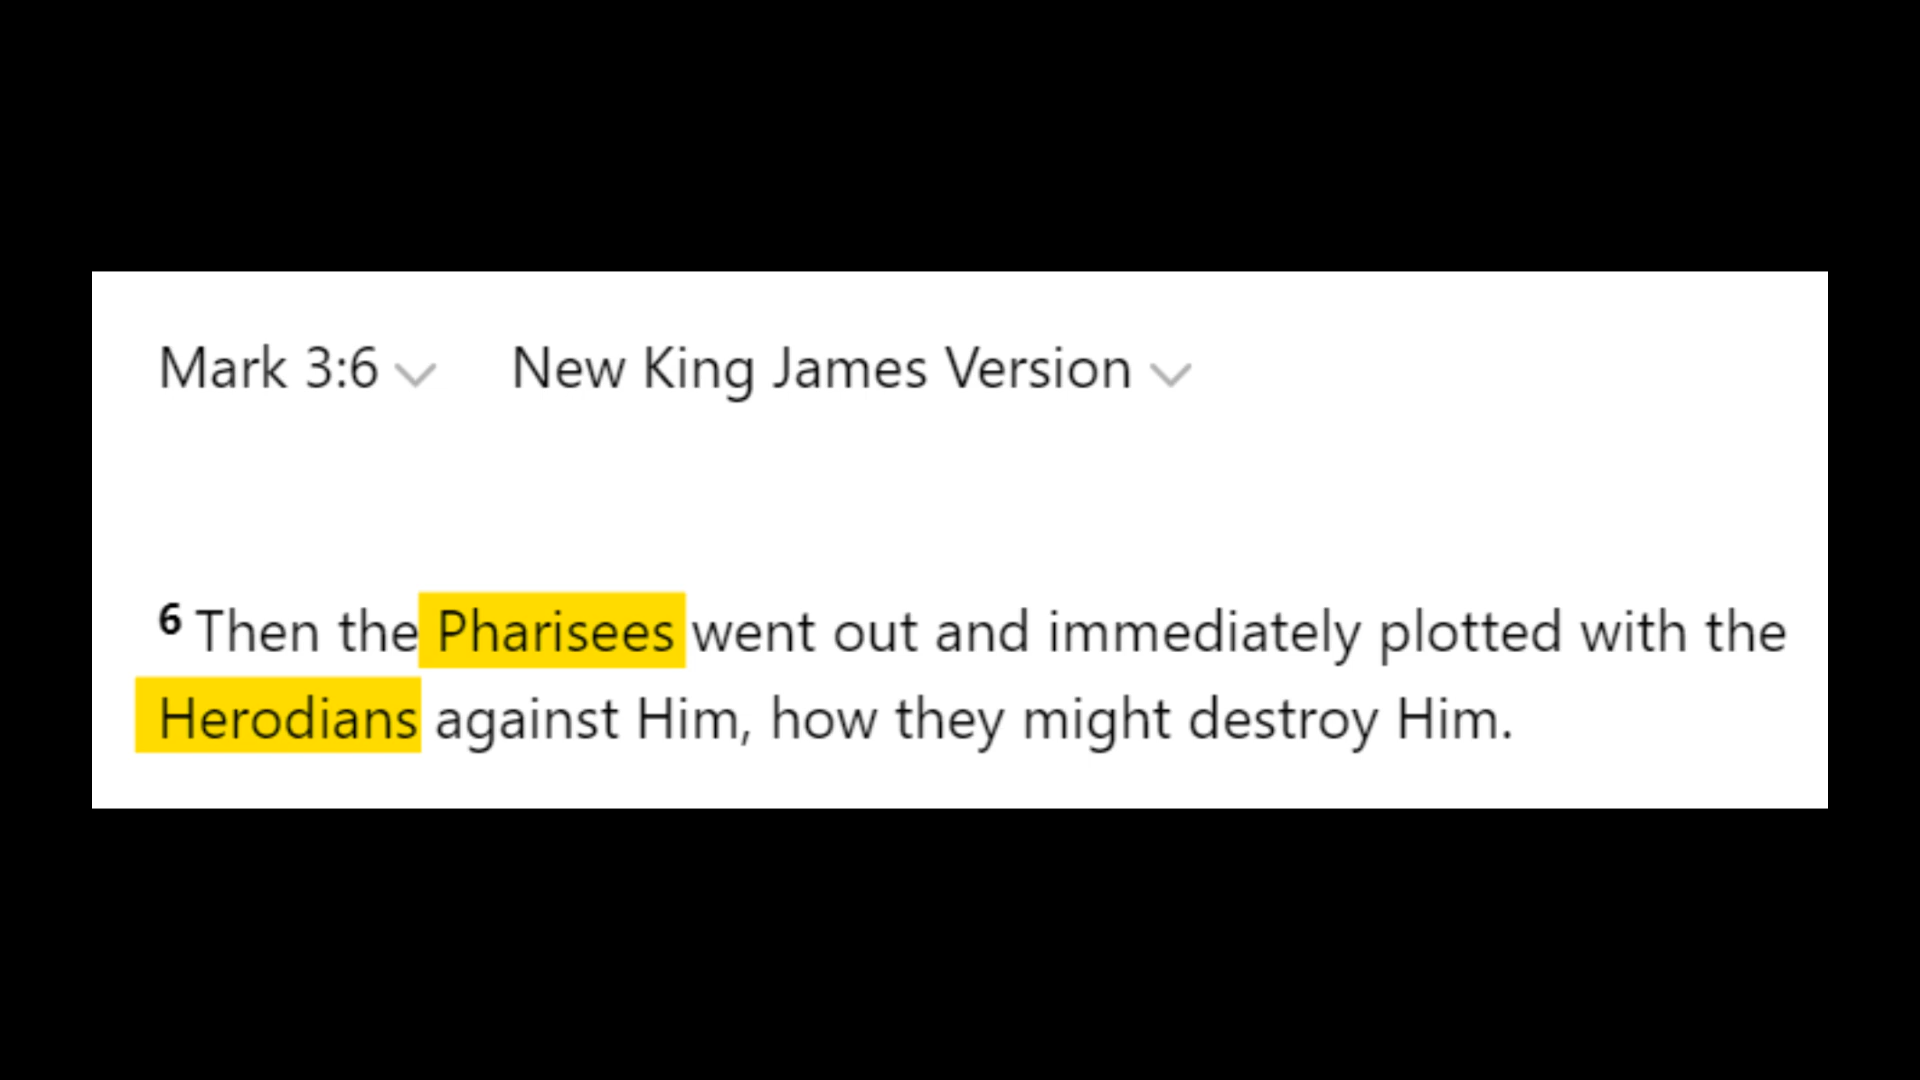 Mark 3:6 New King James Version
6 Then the Pharisees went out and immediately plotted with the
Herodians against Him, how they might destroy Him.